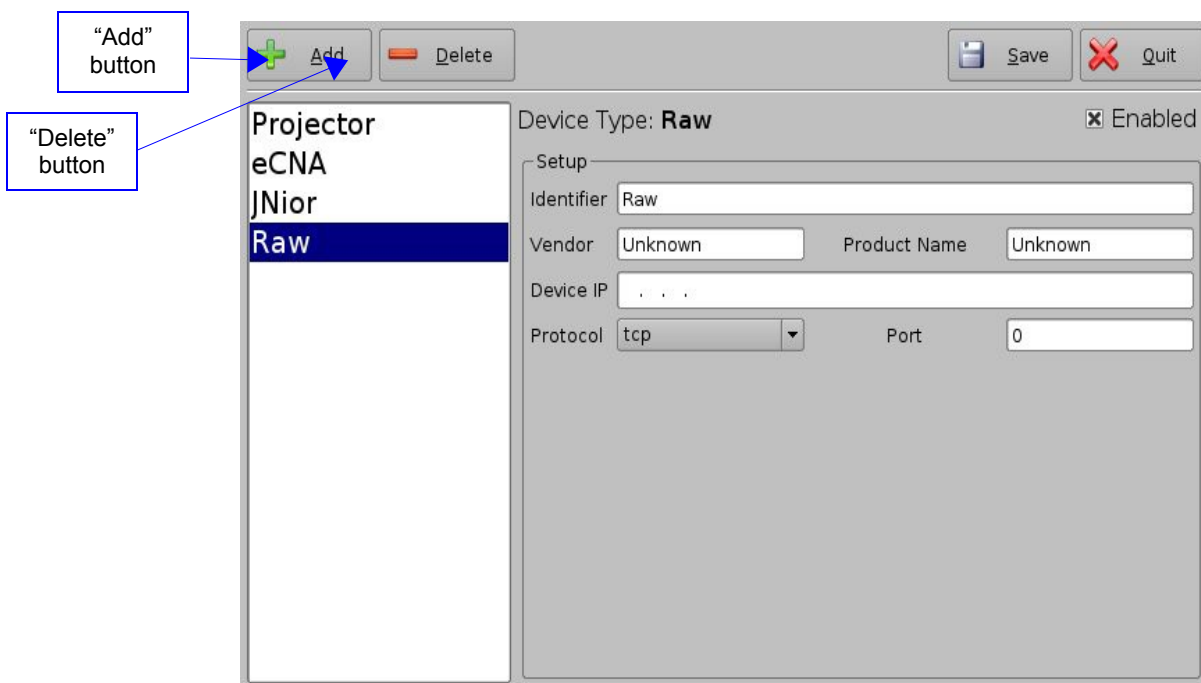 “Add”
button
Add
Delete
Save
Quit
“Delete”
button
Projector
eCNA
JNior
Raw
Device Type: Raw
Enabled
Setup
Identifier Raw
Vendor Unknown Product Name Unknown
Device IP . . .
Protocol tcp Port 0